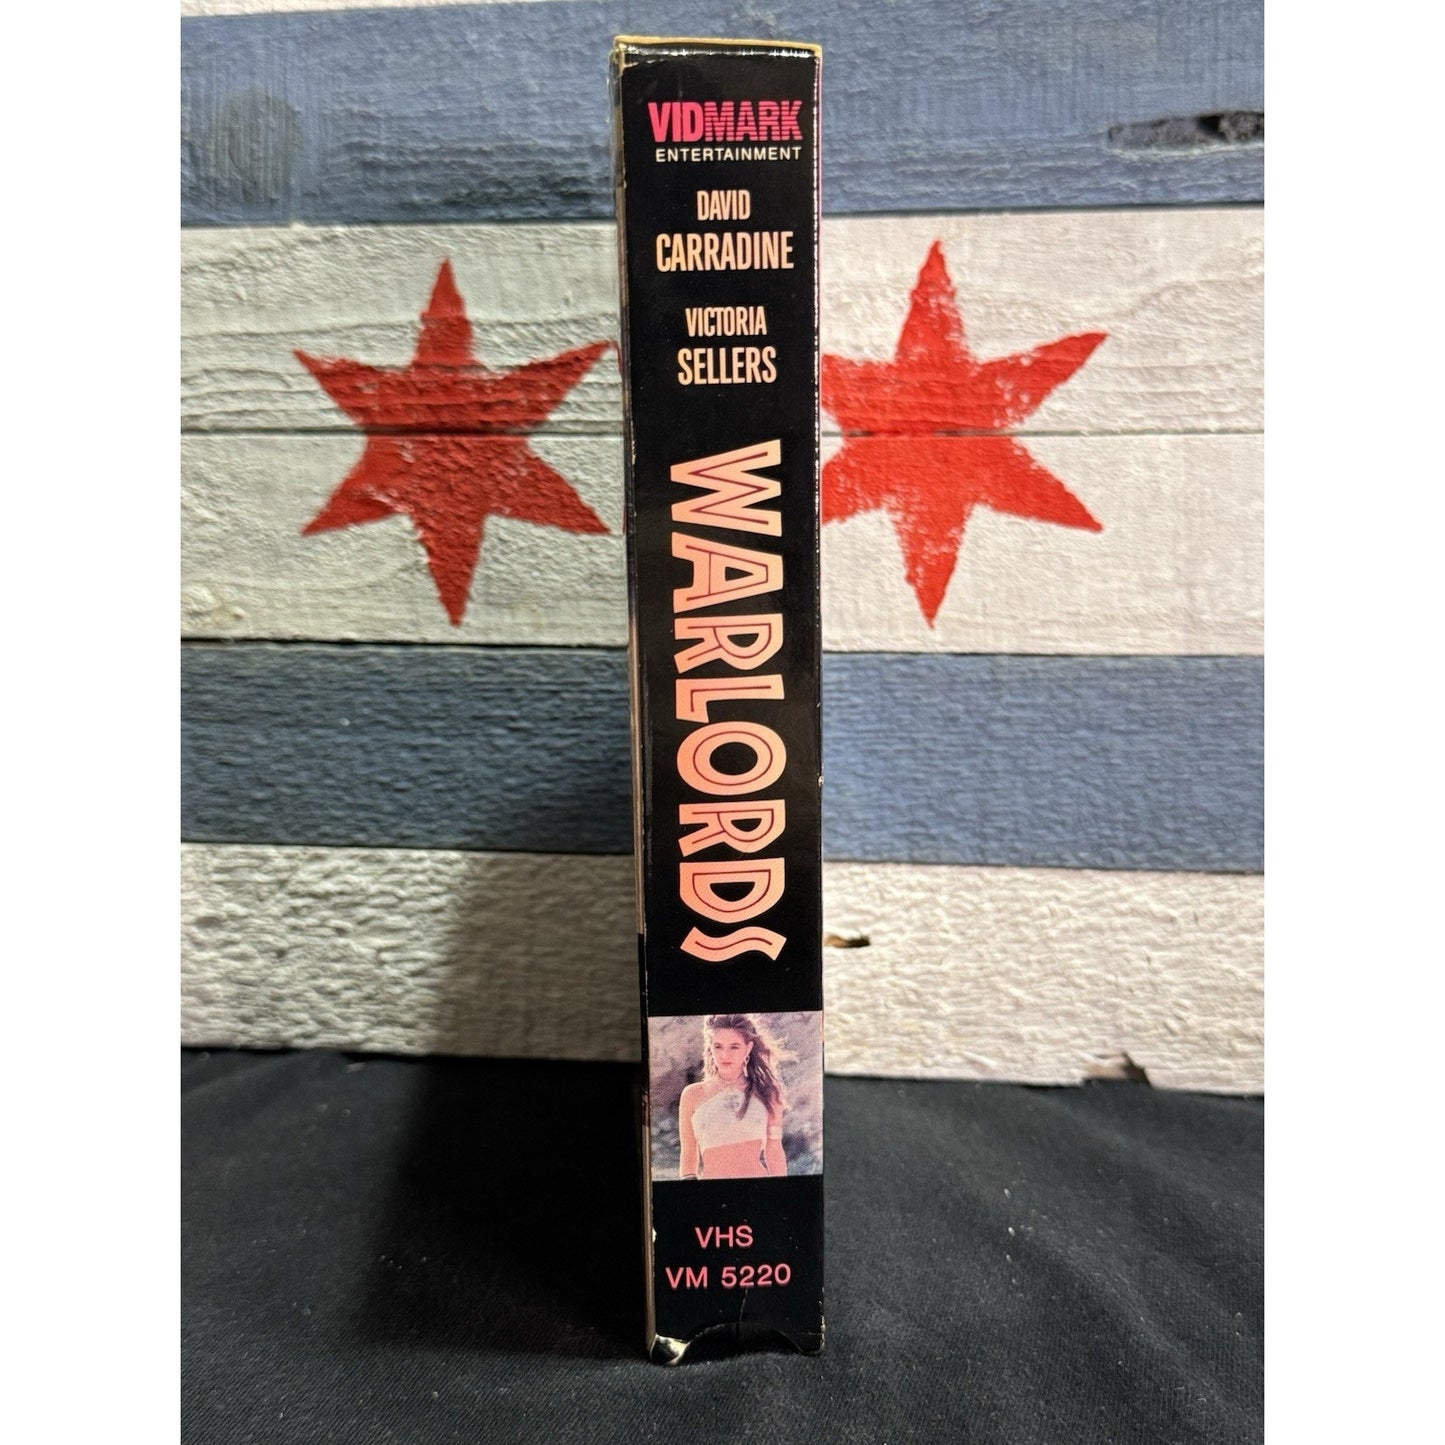 VIDMARK
ENTERTAINMENT
DAVID
CARRADINE
VICTORIA
SELLERS
WARLORDS
VHS
VM 5220